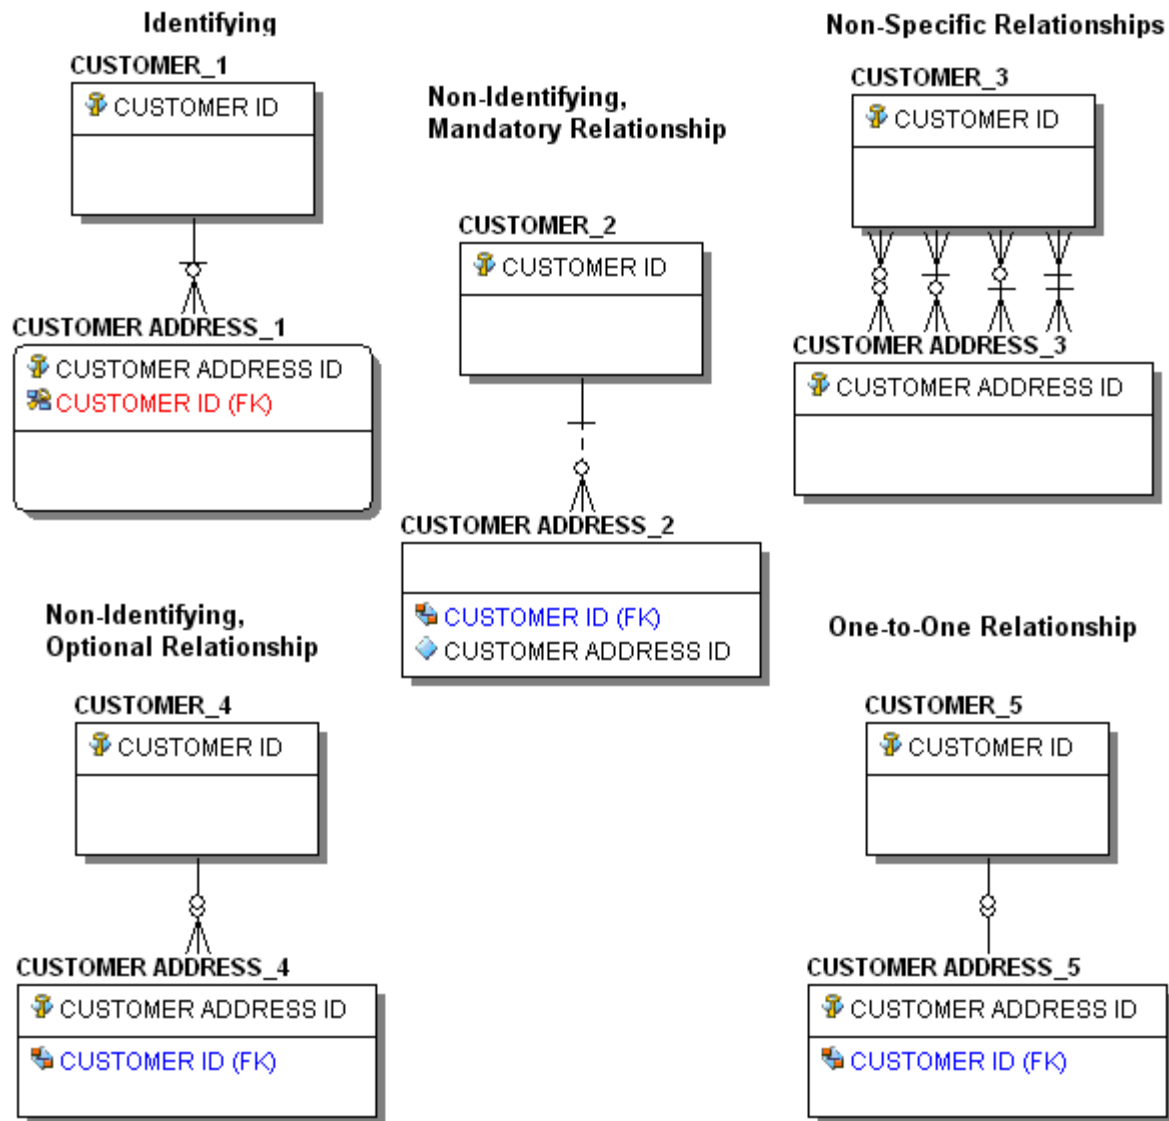 Identifying
CUSTOMER_1
CUSTOMER ID
CUSTOMER ADDRESS_1
CUSTOMER ADDRESS ID
CUSTOMER ID (FK)
Non-Identifying,
Mandatory Relationship
CUSTOMER_2
CUSTOMER ID
CUSTOMER ADDRESS_2
CUSTOMER ID (FK)
CUSTOMER ADDRESS ID
Non-Specific Relationships
CUSTOMER_3
CUSTOMER ID
CUSTOMER ADDRESS_3
CUSTOMER ADDRESS ID
Non-Identifying,
Optional Relationship
CUSTOMER_4
CUSTOMER ID
CUSTOMER ADDRESS_4
CUSTOMER ADDRESS ID
CUSTOMER ID (FK)
One-to-One Relationship
CUSTOMER_5
CUSTOMER ID
CUSTOMER ADDRESS_5
CUSTOMER ADDRESS ID
CUSTOMER ID (FK)